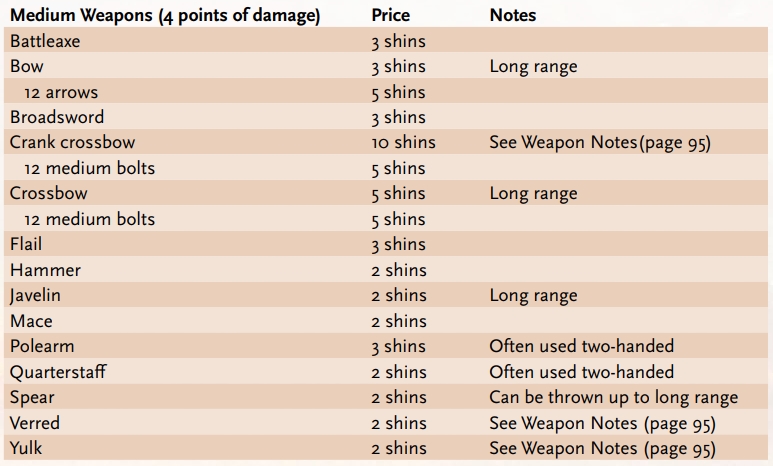 Medium Weapons (4 points of damage) Price Notes
Battleaxe 3 shins
Bow 3 shins Long range
12 arrows 5 shins
Broadsword 3 shins
Crank crossbow 10 shins See Weapon Notes(page 95)
12 medium bolts 5 shins
Crossbow 5 shins Long range
12 medium bolts 5 shins
Flail 3 shins
Hammer 2 shins
Javelin 2 shins Long range
Mace 2 shins
Polearm 3 shins Often used two-handed
Quarterstaff 2 shins Often used two-handed
Spear 2 shins Can be thrown up to long range
Verred 2 shins See Weapon Notes (page 95)
Yulk 2 shins See Weapon Notes (page 95)